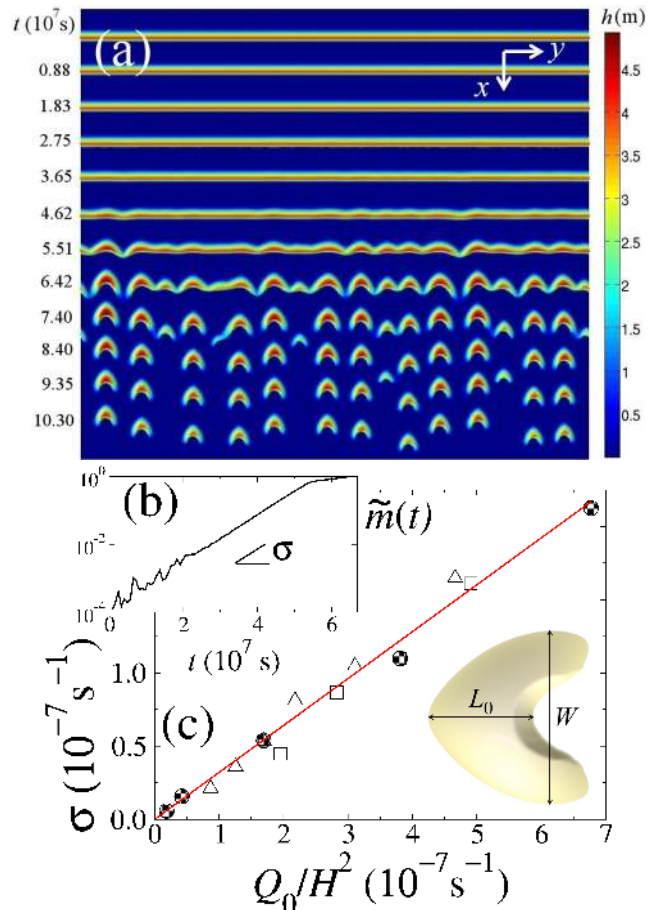 t (10⁷s)
h(m)
(a)
y
x
0.88
1.83
2.75
3.65
4.62
5.51
6.42
7.40
8.40
9.35
10.30
4.5
4
3.5
3
2.5
2
1.5
1
0.5
(b)
10⁰
10⁻²
10⁻⁴
σ
0 2 4 6
t (10⁷ s)
m̃(t)
(c)
L₀
W
1.0
0.5
0.0
σ (10⁻⁷ s⁻¹)
0 1 2 3 4 5 6 7
Q₀/H² (10⁻⁷ s⁻¹)